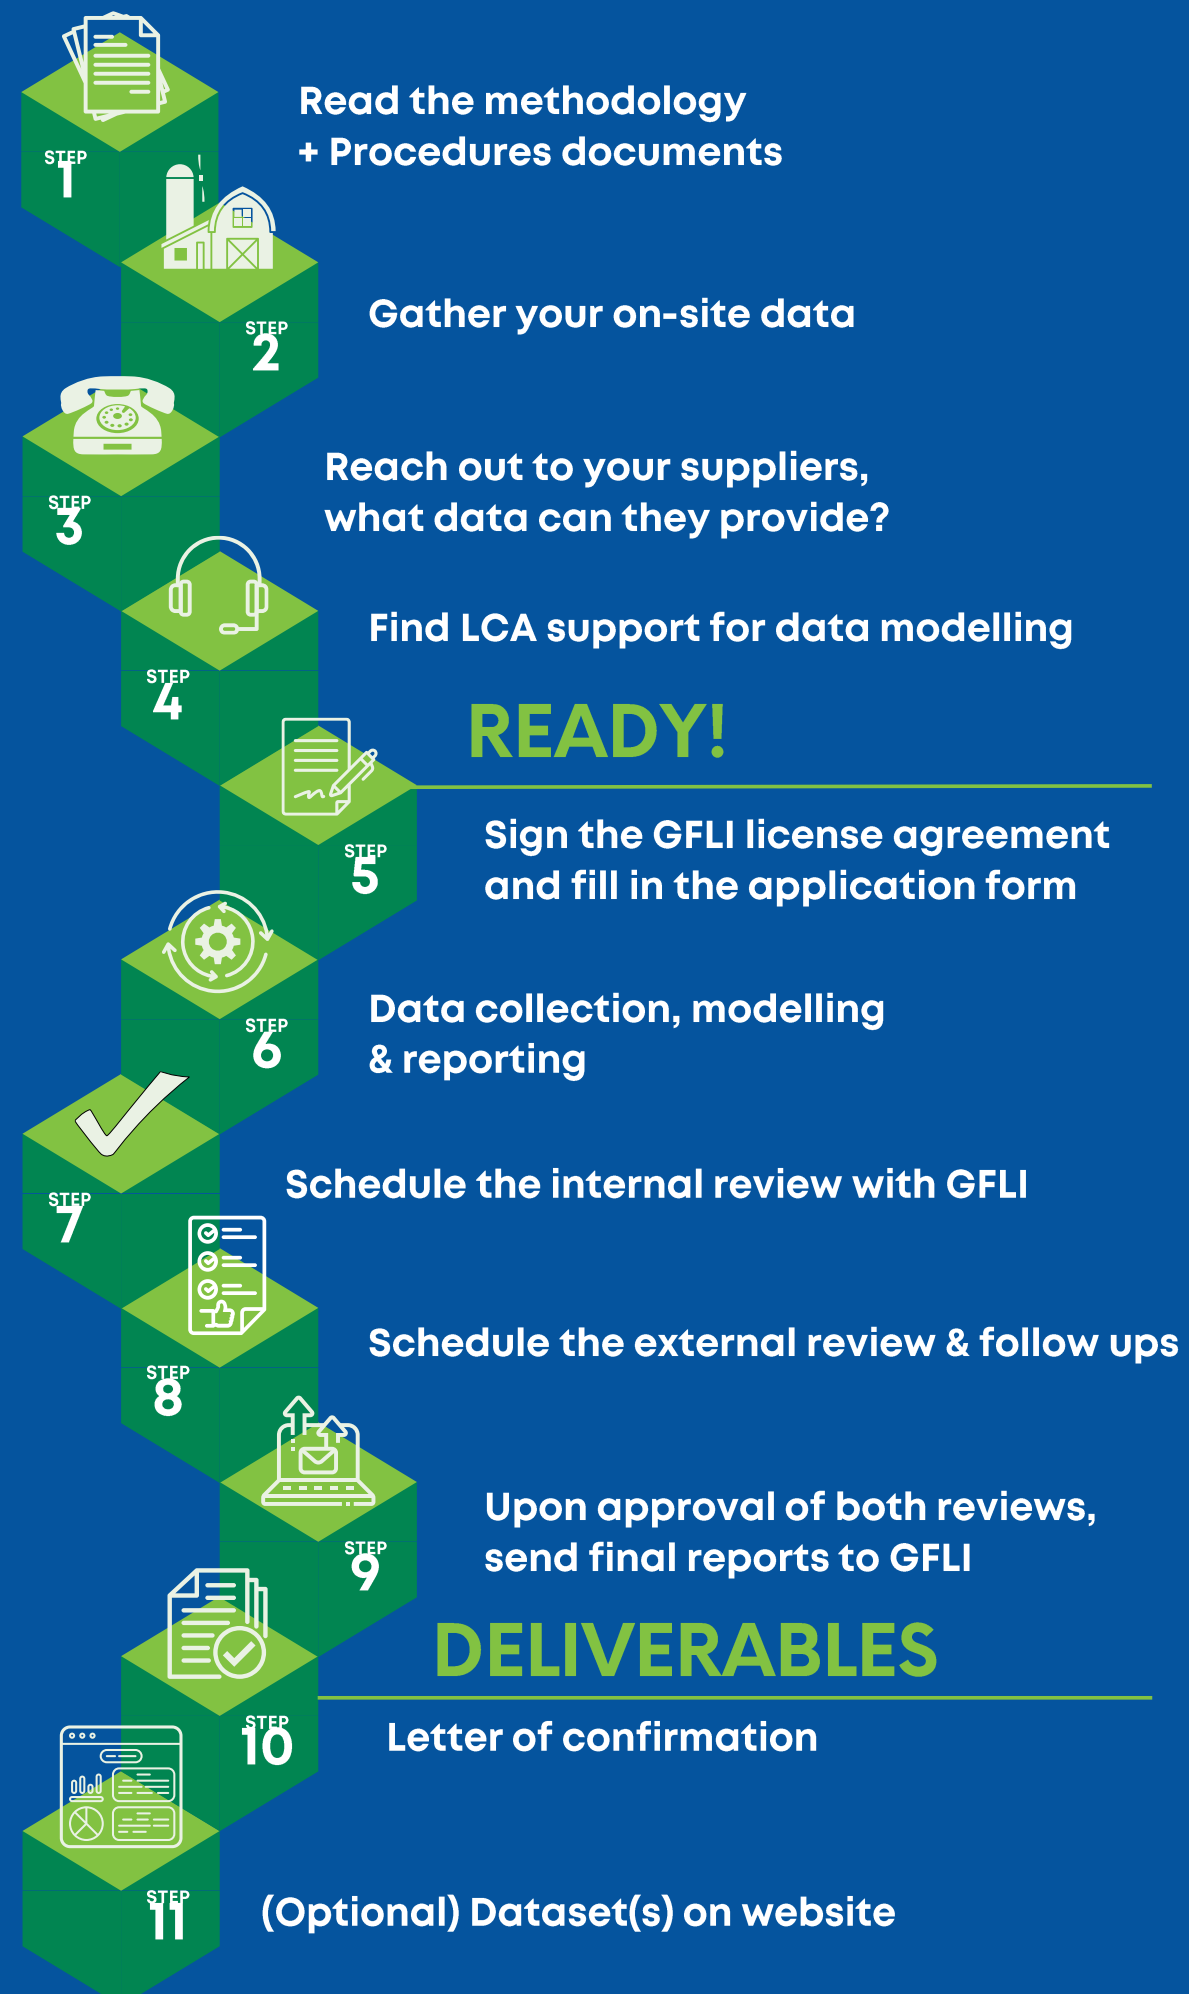 STEP
1
Read the methodology
+ Procedures documents
STEP
2
Gather your on-site data
STEP
3
Reach out to your suppliers,
what data can they provide?
STEP
4
Find LCA support for data modelling
READY!
STEP
5
Sign the GFLI license agreement
and fill in the application form
STEP
6
Data collection, modelling
& reporting
STEP
7
Schedule the internal review with GFLI
STEP
8
Schedule the external review & follow ups
STEP
9
Upon approval of both reviews,
send final reports to GFLI
DELIVERABLES
STEP
10
Letter of confirmation
STEP
11
(Optional) Dataset(s) on website